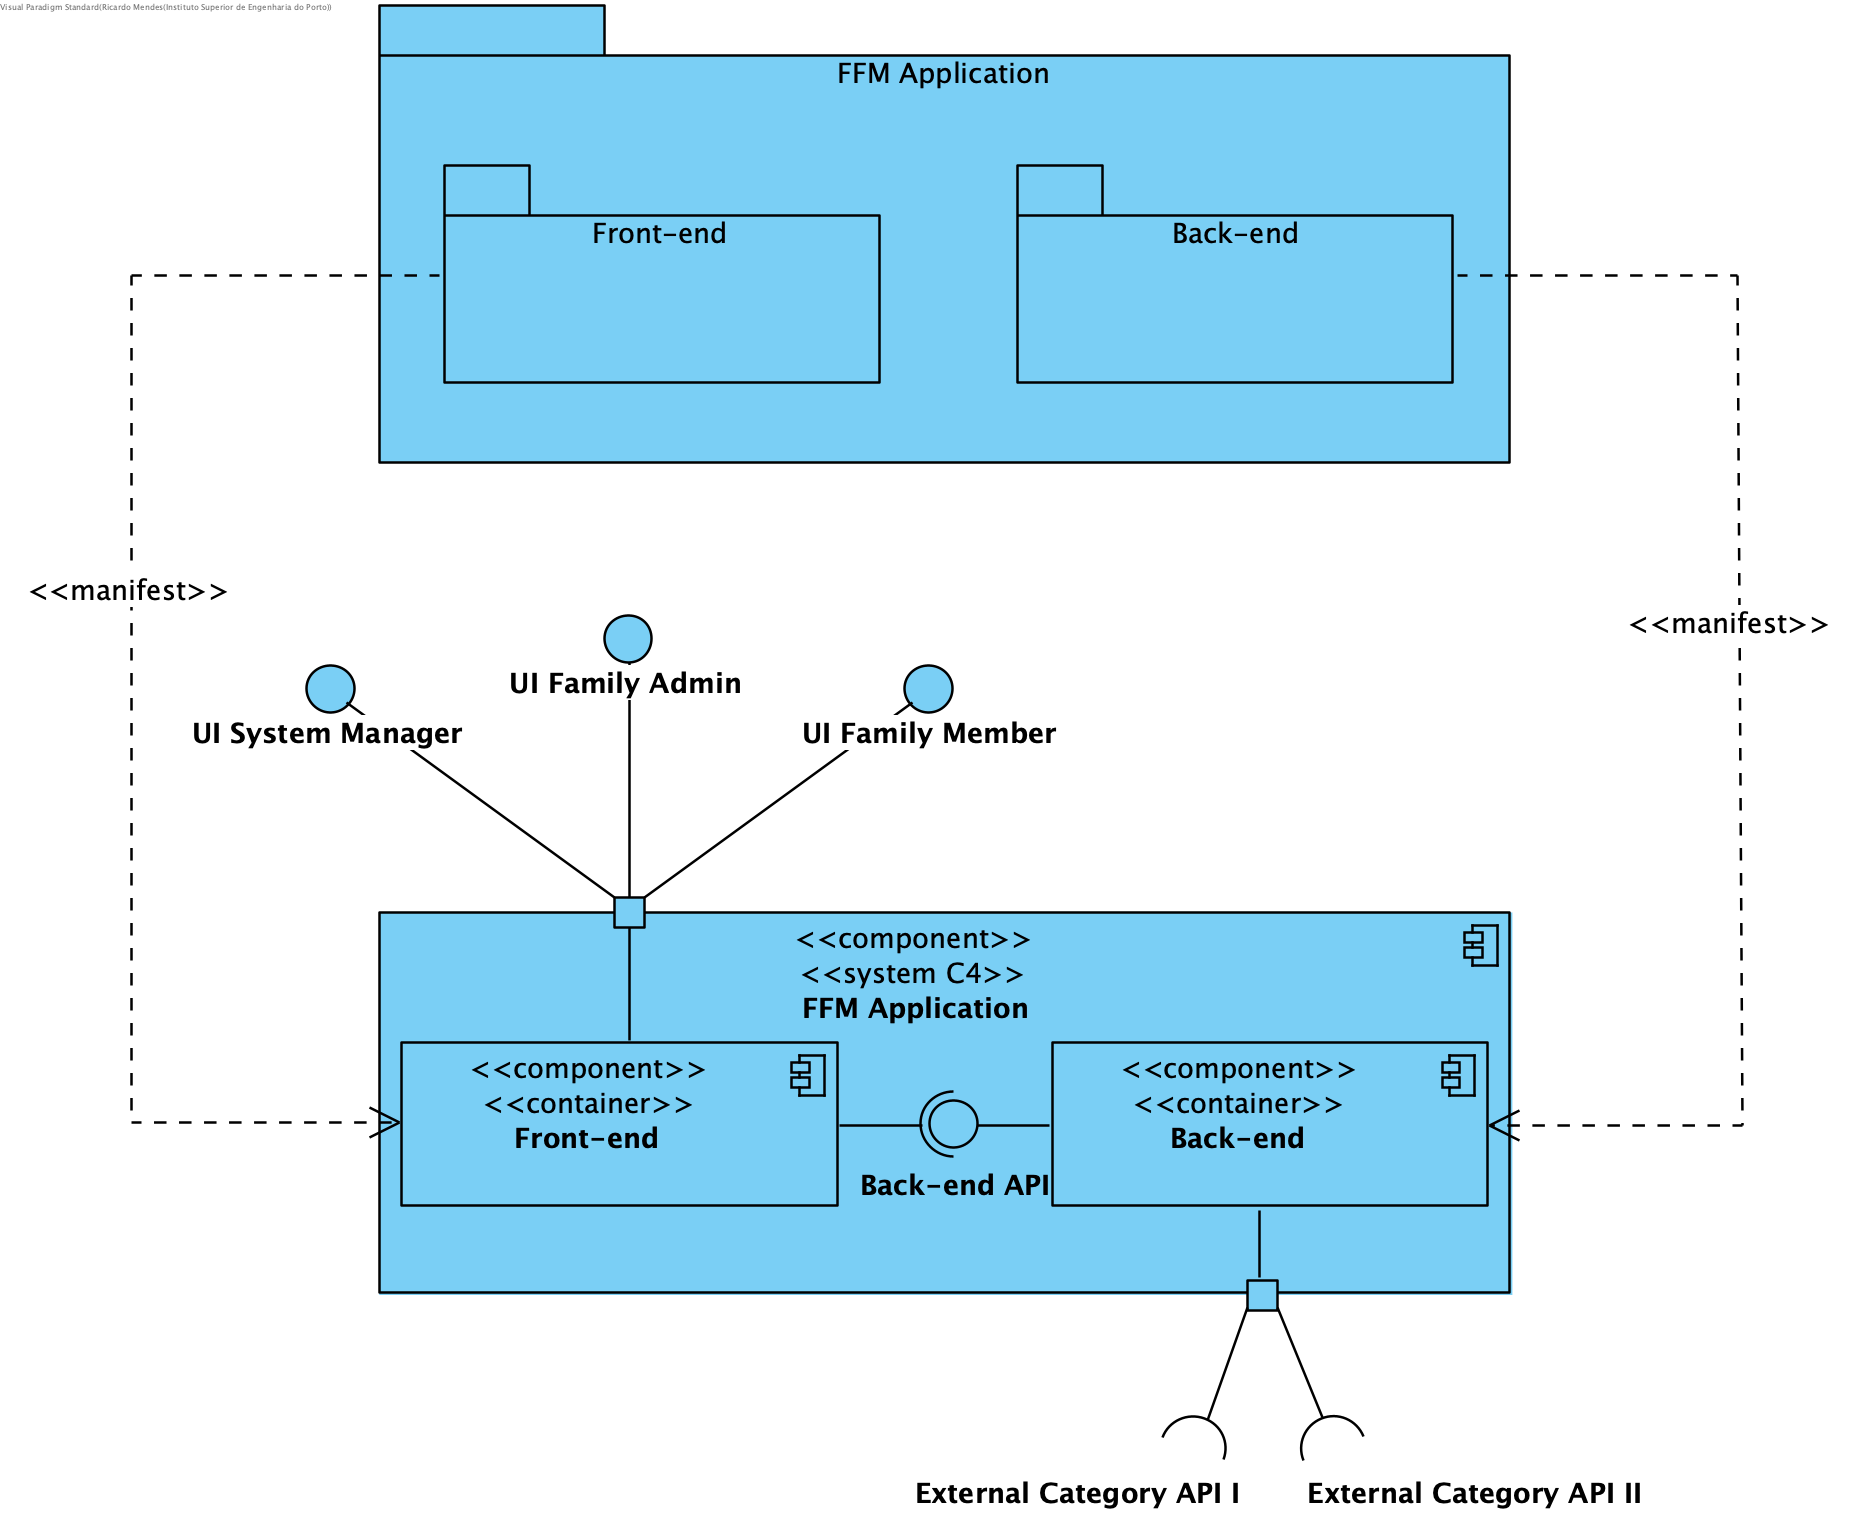 Visual Paradigm Standard(Ricardo Mendes(Instituto Superior de Engenharia do Porto))
FFM Application
Front-end
Back-end
<<manifest>>
<<manifest>>
UI Family Admin
UI System Manager
UI Family Member
<<component>>
<<system C4>>
FFM Application
<<component>>
<<container>>
Front-end
<<component>>
<<container>>
Back-end
Back-end API
External Category API I
External Category API II